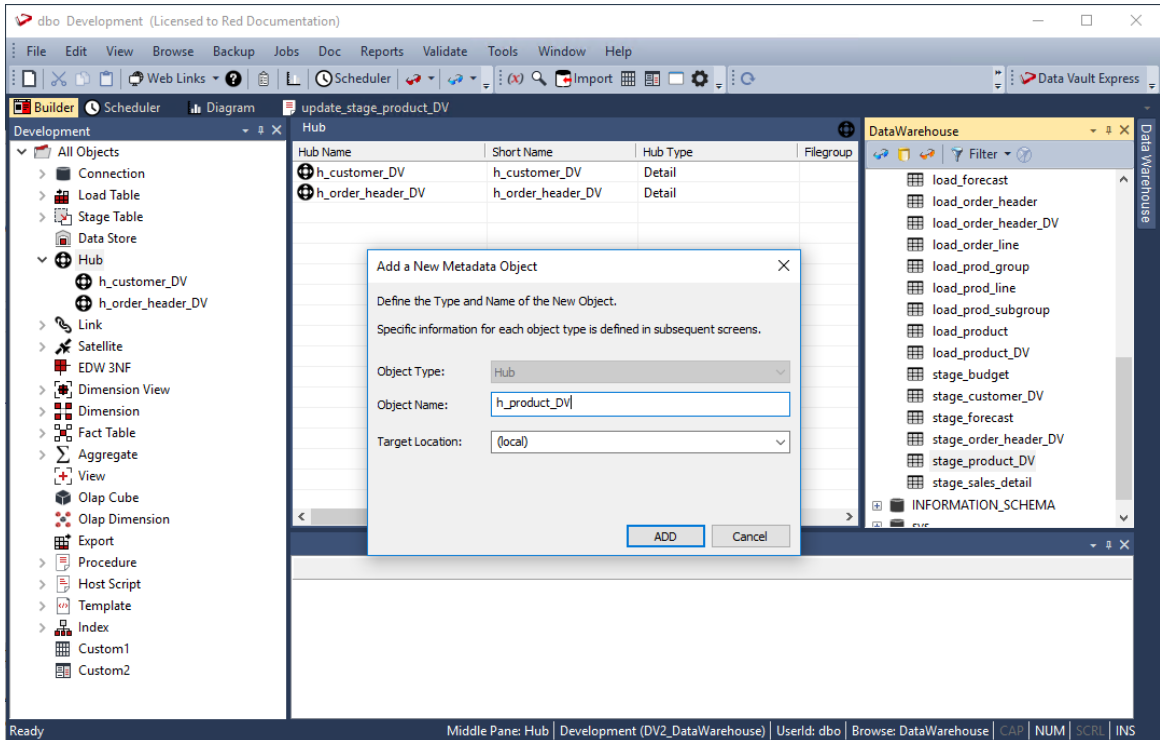 dbo Development (Licensed to Red Documentation)
File Edit View Browse Backup Jobs Doc Reports Validate Tools Window Help
Web Links Scheduler (x) Import Data Vault Express
Builder Scheduler Diagram update_stage_product_DV
Development
All Objects
Connection
Load Table
Stage Table
Data Store
Hub
h_customer_DV
h_order_header_DV
Link
Satellite
EDW 3NF
Dimension View
Dimension
Fact Table
Aggregate
View
Olap Cube
Olap Dimension
Export
Procedure
Host Script
Template
Index
Custom1
Custom2
Hub
Hub Name Short Name Hub Type Filegroup
h_customer_DV h_customer_DV Detail
h_order_header_DV h_order_header_DV Detail
Add a New Metadata Object
Define the Type and Name of the New Object.
Specific information for each object type is defined in subsequent screens.
Object Type: Hub
Object Name: h_product_DV
Target Location: (local)
ADD Cancel
DataWarehouse
Filter
load_forecast
load_order_header
load_order_header_DV
load_order_line
load_prod_group
load_prod_line
load_prod_subgroup
load_product
load_product_DV
stage_budget
stage_customer_DV
stage_forecast
stage_order_header_DV
stage_product_DV
stage_sales_detail
INFORMATION_SCHEMA
sys
Data Warehouse
Ready Middle Pane: Hub Development (DV2_DataWarehouse) UserId: dbo Browse: DataWarehouse CAP NUM SCRL INS